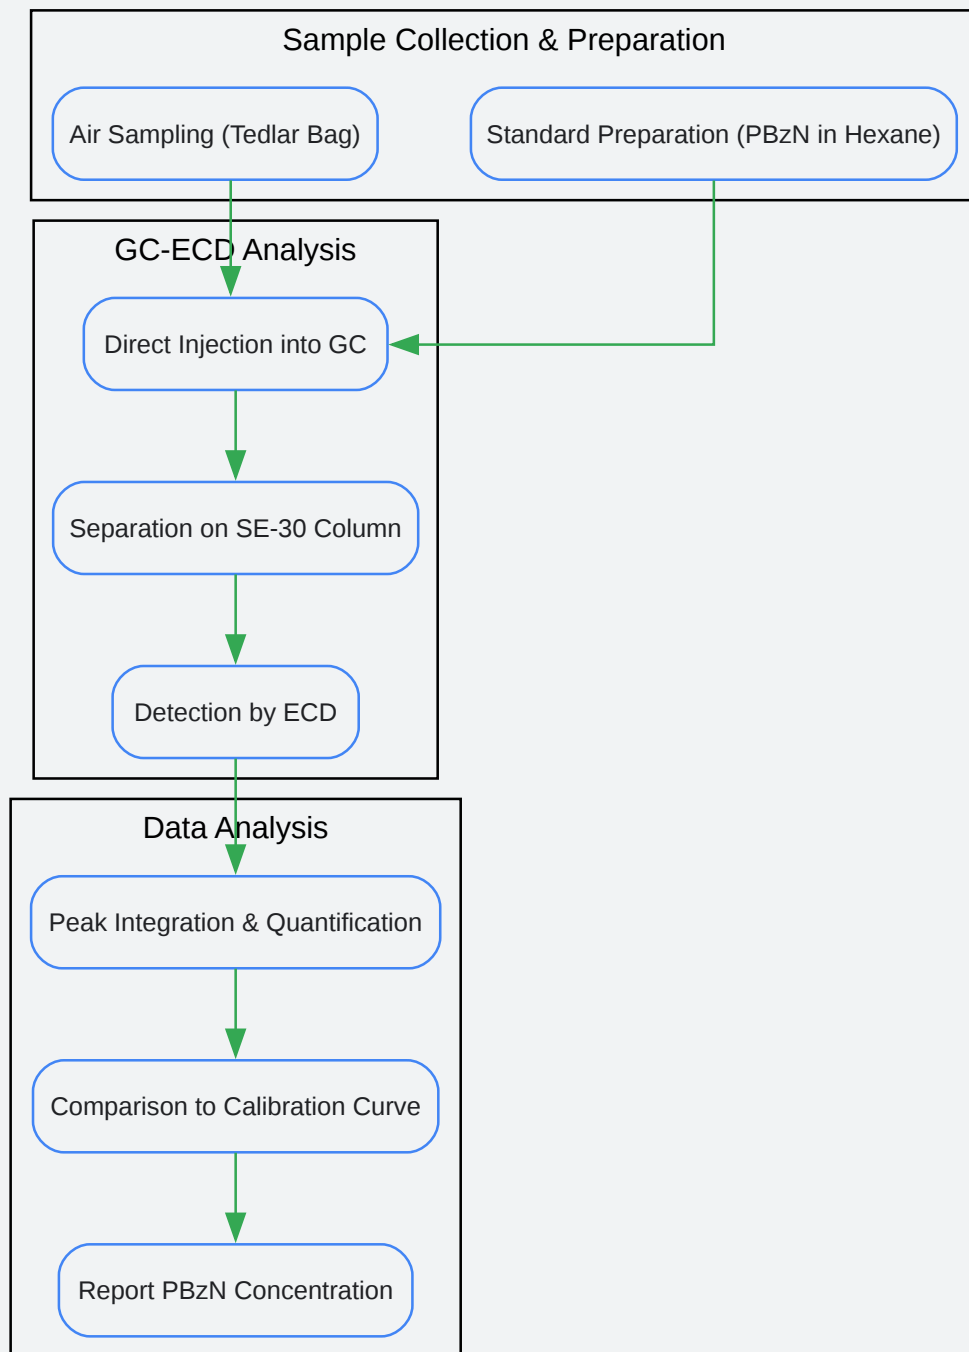 Sample Collection & Preparation
Air Sampling (Tedlar Bag)
Standard Preparation (PBzN in Hexane)
GC-ECD Analysis
Direct Injection into GC
Separation on SE-30 Column
Detection by ECD
Data Analysis
Peak Integration & Quantification
Comparison to Calibration Curve
Report PBzN Concentration